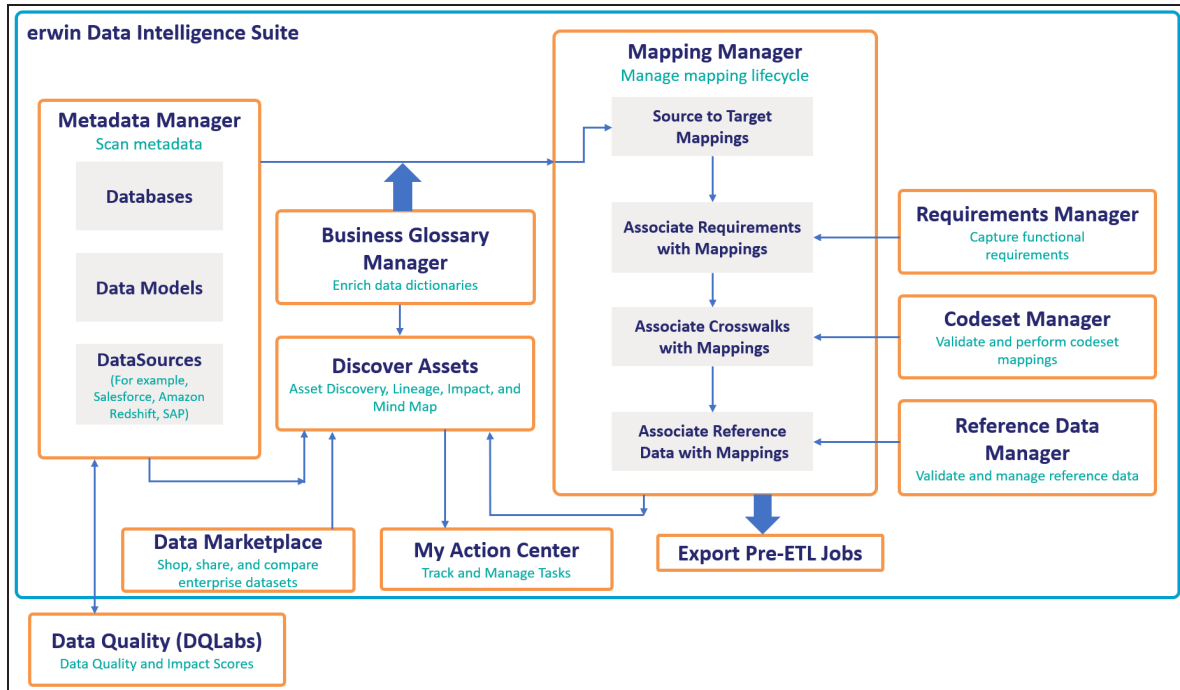 erwin Data Intelligence Suite
Metadata Manager
Scan metadata
Databases
Data Models
DataSources
(For example,
Salesforce, Amazon
Redshift, SAP)
Business Glossary
Manager
Enrich data dictionaries
Discover Assets
Asset Discovery, Lineage, Impact, and
Mind Map
Mapping Manager
Manage mapping lifecycle
Source to Target
Mappings
Associate Requirements
with Mappings
Associate Crosswalks
with Mappings
Associate Reference
Data with Mappings
Requirements Manager
Capture functional
requirements
Codeset Manager
Validate and perform codeset
mappings
Reference Data
Manager
Validate and manage reference data
Data Marketplace
Shop, share, and compare
enterprise datasets
My Action Center
Track and Manage Tasks
Export Pre-ETL Jobs
Data Quality (DQLabs)
Data Quality and Impact Scores